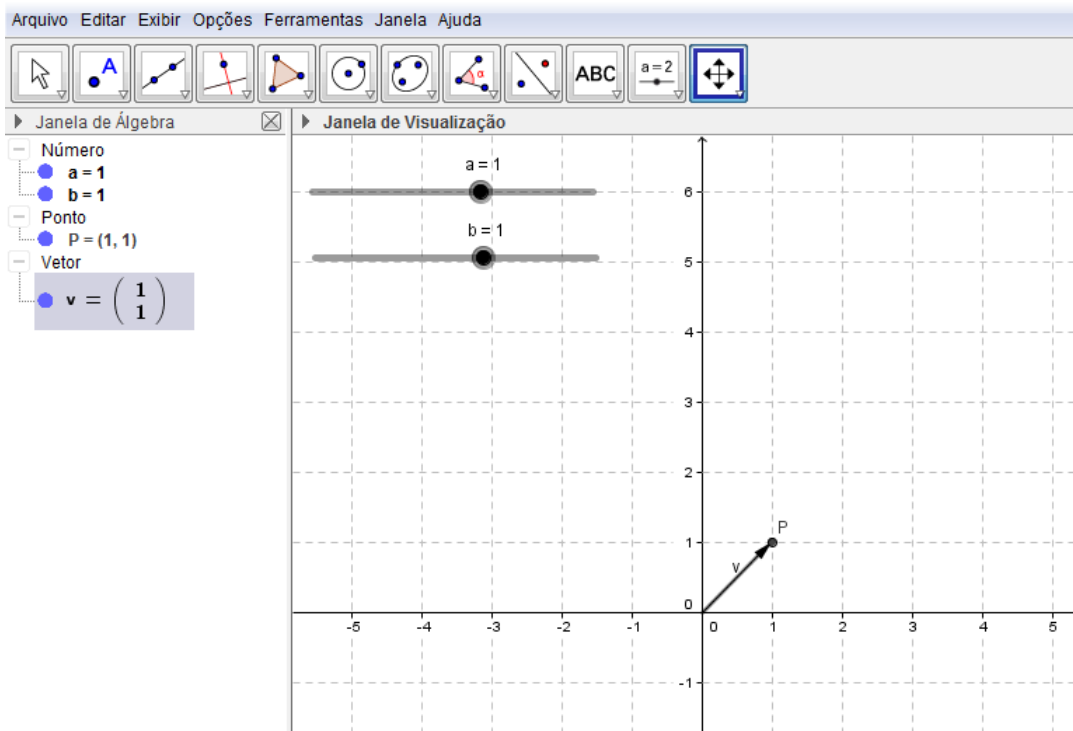 Arquivo Editar Exibir Opções Ferramentas Janela Ajuda
A α ABC a=2
Janela de Álgebra
Janela de Visualização
Número
a = 1
b = 1
Ponto
P = (1, 1)
Vetor
v = ( 1
1 )
a = 1
b = 1
6
5
4
3
2
1
0
-1
P
v
-5 -4 -3 -2 -1 0 1 2 3 4 5